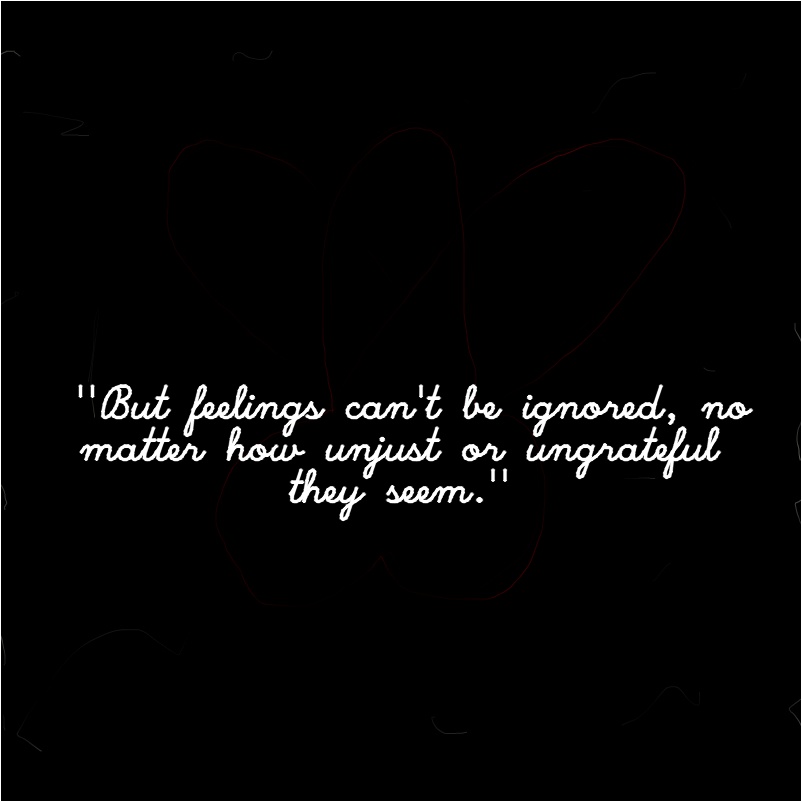 "But feelings can't be ignored, no
matter how unjust or ungrateful
they seem."